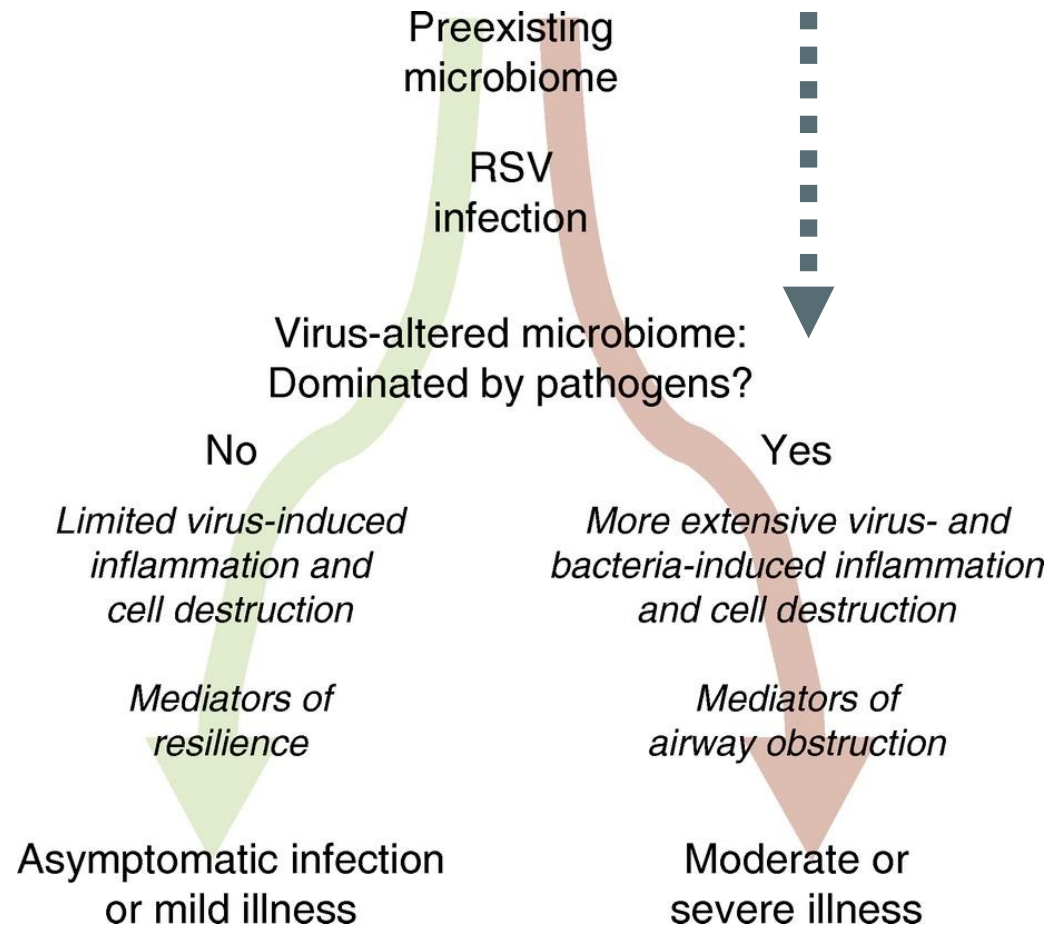 Preexisting
microbiome
RSV
infection
Virus-altered microbiome:
Dominated by pathogens?
No
Limited virus-induced
inflammation and
cell destruction
Mediators of
resilience
Asymptomatic infection
or mild illness
Yes
More extensive virus- and
bacteria-induced inflammation
and cell destruction
Mediators of
airway obstruction
Moderate or
severe illness